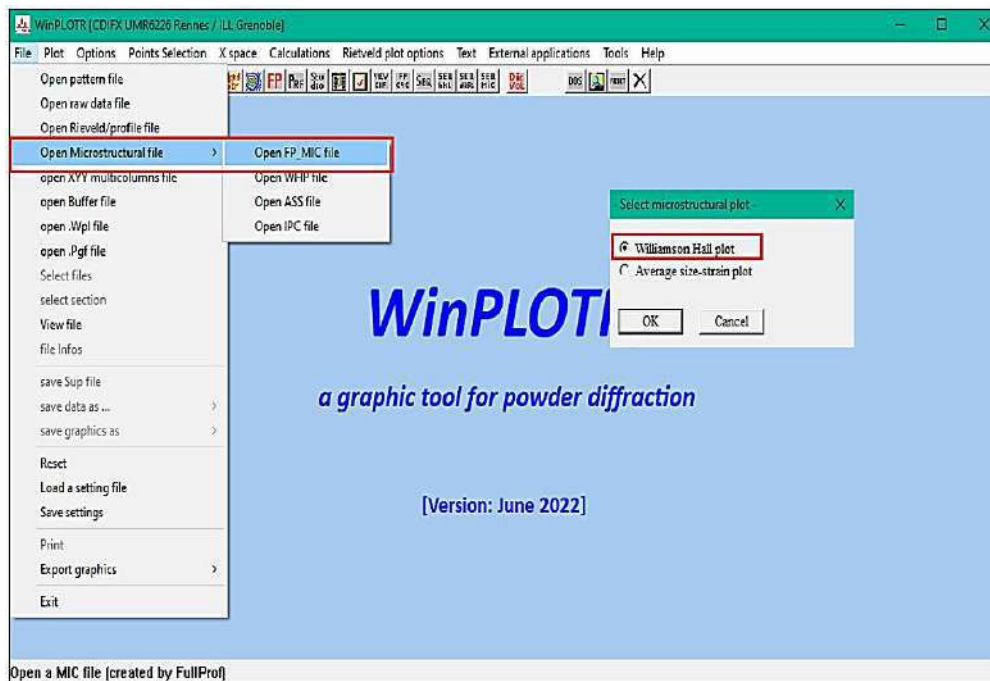 WinPLOTR [CDIFX UMR6226 Rennes / ILL Grenoble]
File Plot Options Points Selection X space Calculations Rietveld plot options Text External applications Tools Help
Open pattern file
Open raw data file
Open Rieveld/profile file
Open Microstructural file
open XYY multicolumns file
open Buffer file
open .Wpl file
open .Pgf file
Select files
select section
View file
file Infos
save Sup file
save data as ...
save graphics as
Reset
Load a setting file
Save settings
Print
Export graphics
Exit
Open FP_MIC file
Open WHP file
Open ASS file
Open IPC file
FP PRF DOS PRINT
- Select microstructural plot -
Williamson Hall plot
Average size-strain plot
OK Cancel
WinPLOT
a graphic tool for powder diffraction
[Version: June 2022]
Open a MIC file (created by FullProf)